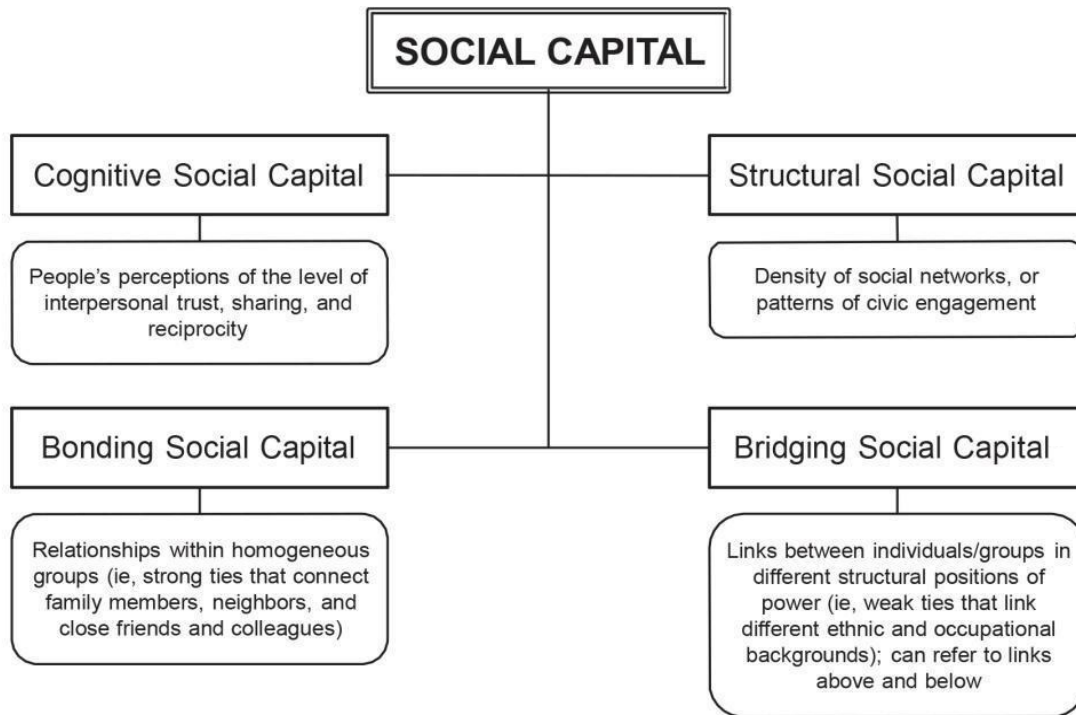 SOCIAL CAPITAL
Cognitive Social Capital
People's perceptions of the level of
interpersonal trust, sharing, and
reciprocity
Structural Social Capital
Density of social networks, or
patterns of civic engagement
Bonding Social Capital
Relationships within homogeneous
groups (ie, strong ties that connect
family members, neighbors, and
close friends and colleagues)
Bridging Social Capital
Links between individuals/groups in
different structural positions of
power (ie, weak ties that link
different ethnic and occupational
backgrounds); can refer to links
above and below